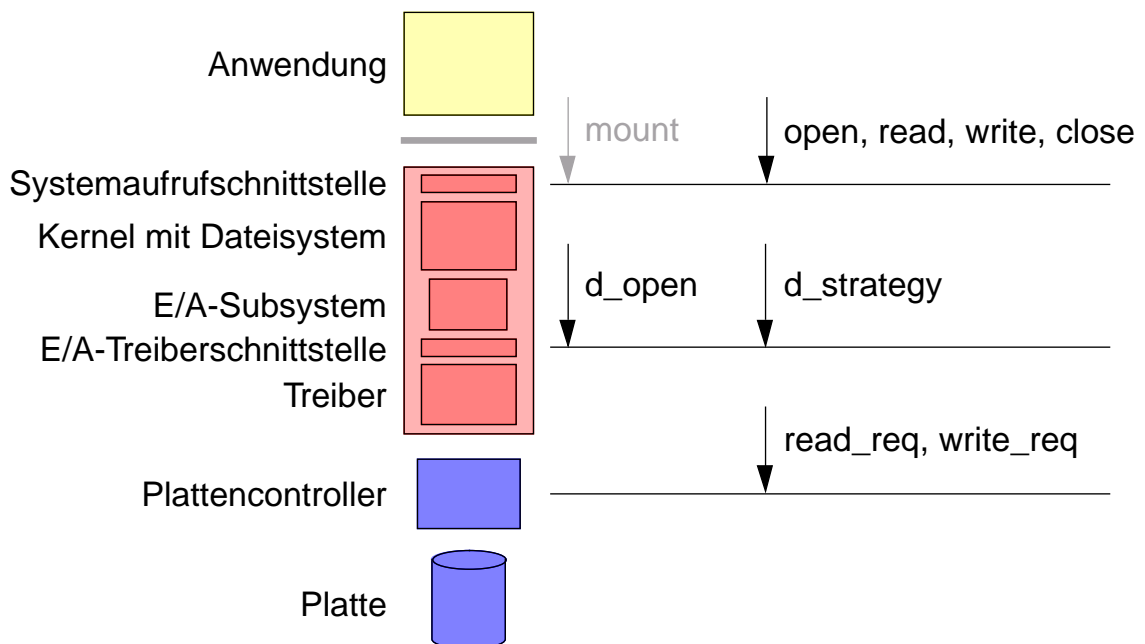 Anwendung
mount
open, read, write, close
Systemaufrufschnittstelle
Kernel mit Dateisystem
E/A-Subsystem
d_open
d_strategy
E/A-Treiberschnittstelle
Treiber
read_req, write_req
Plattencontroller
Platte